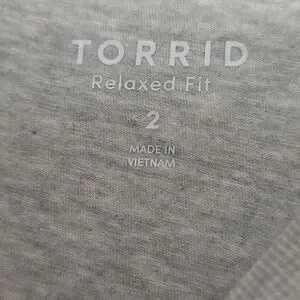 TORRID
Relaxed Fit
2
MADE IN
VIETNAM